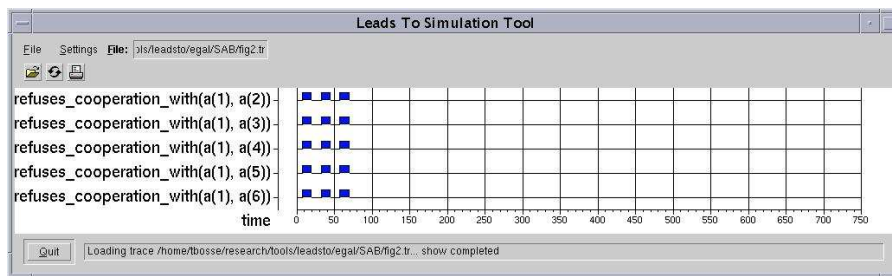 Leads To Simulation Tool
File Settings File: ols/leadsto/egal/SAB/fig2.tr
refuses_cooperation_with(a(1), a(2))
refuses_cooperation_with(a(1), a(3))
refuses_cooperation_with(a(1), a(4))
refuses_cooperation_with(a(1), a(5))
refuses_cooperation_with(a(1), a(6))
time 0 50 100 150 200 250 300 350 400 450 500 550 600 650 700 750
Quit Loading trace /home/tbosse/research/tools/leadsto/egal/SAB/fig2.tr... show completed